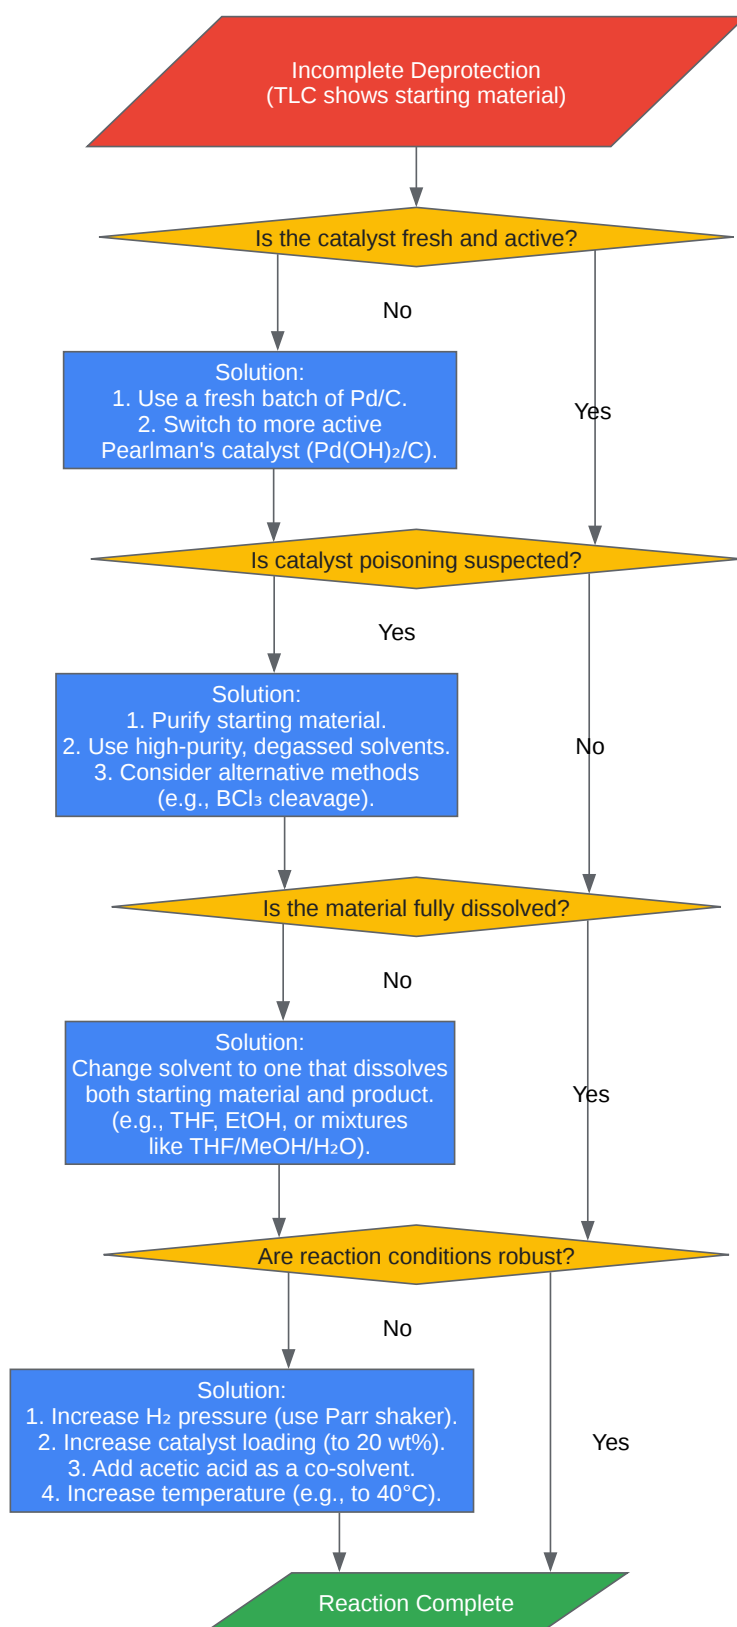 Incomplete Deprotection
(TLC shows starting material)
Is the catalyst fresh and active?
No
Solution:
1. Use a fresh batch of Pd/C.
2. Switch to more active
Pearlman's catalyst (Pd(OH)₂/C).
Yes
Is catalyst poisoning suspected?
Yes
Solution:
1. Purify starting material.
2. Use high-purity, degassed solvents.
3. Consider alternative methods
(e.g., BCl₃ cleavage).
No
Is the material fully dissolved?
No
Solution:
Change solvent to one that dissolves
both starting material and product.
(e.g., THF, EtOH, or mixtures
like THF/MeOH/H₂O).
Yes
Are reaction conditions robust?
No
Solution:
1. Increase H₂ pressure (use Parr shaker).
2. Increase catalyst loading (to 20 wt%).
3. Add acetic acid as a co-solvent.
4. Increase temperature (e.g., to 40°C).
Yes
Reaction Complete